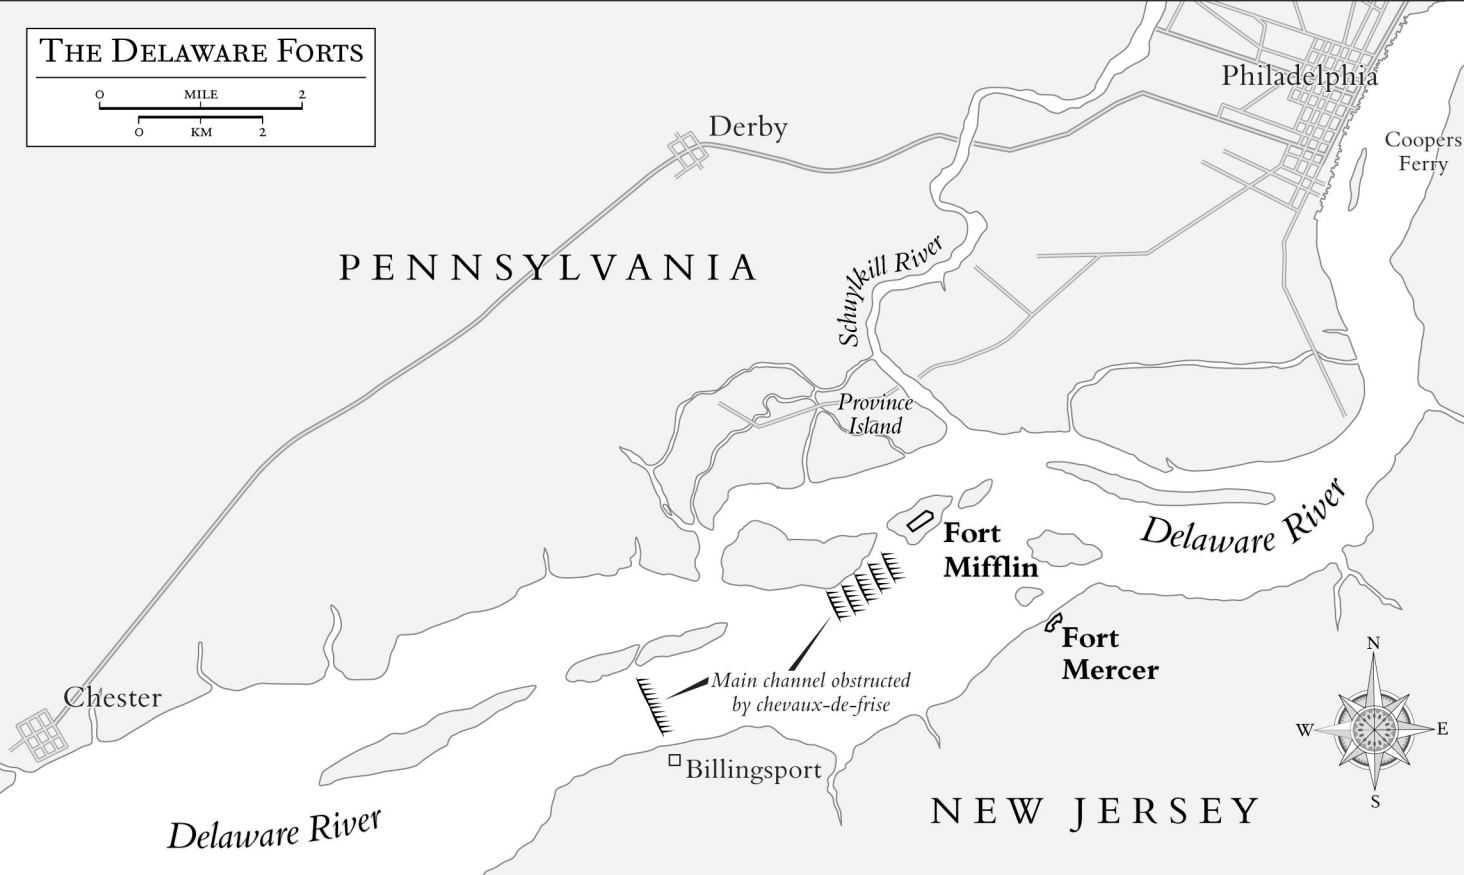 THE DELAWARE FORTS
0 MILE 2
0 KM 2
Philadelphia
Derby
Coopers
Ferry
PENNSYLVANIA
Schuylkill River
Province
Island
Delaware River
Fort
Mifflin
Fort
Mercer
Main channel obstructed
by chevaux-de-frise
Chester
Billingsport
Delaware River
NEW JERSEY
N
W E
S